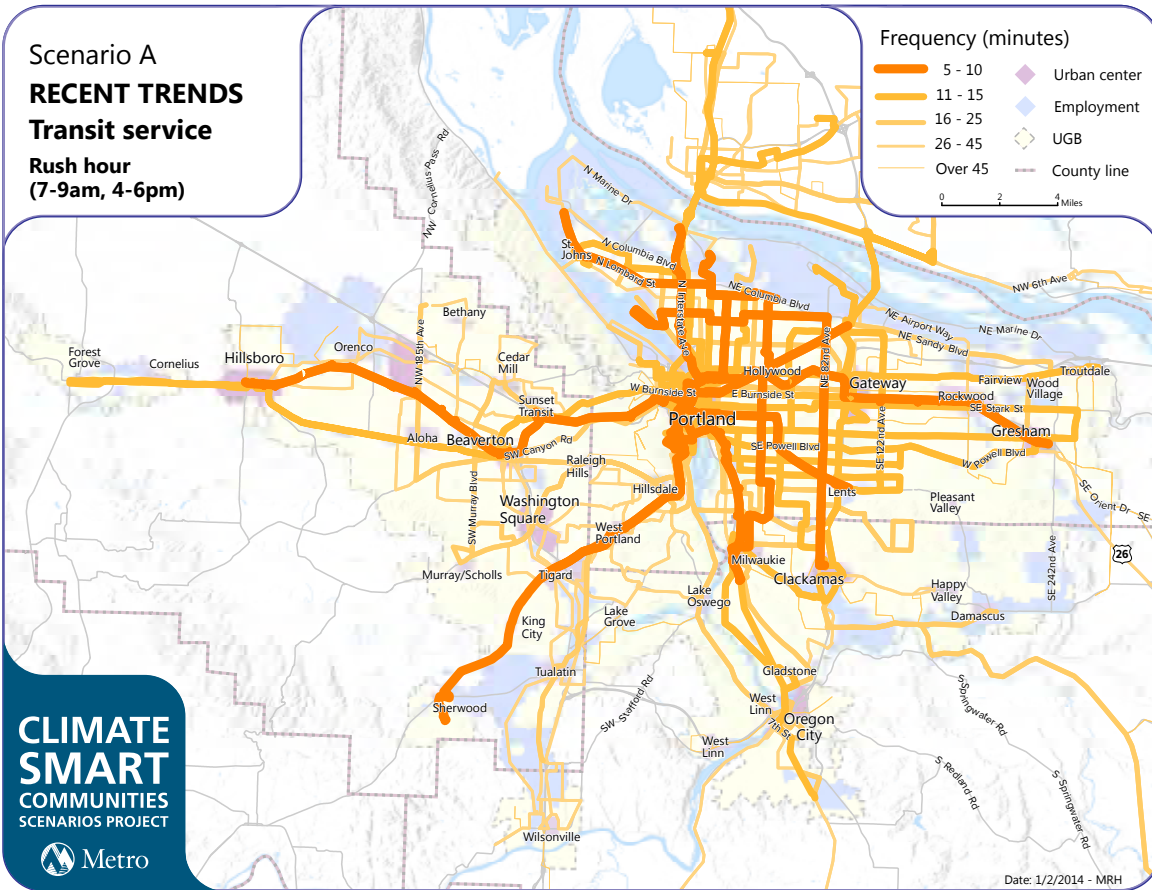 Scenario A
RECENT TRENDS
Transit service
Rush hour
(7-9am, 4-6pm)
Frequency (minutes)
5 - 10
11 - 15
16 - 25
26 - 45
Over 45
Urban center
Employment
UGB
County line
0 2 4
Miles
NW Cornelius Pass Rd
N Marine Dr
St.
Johns
N Columbia Blvd
N Lombard St
N Interstate Ave
NE Columbia Blvd
NW 6th Ave
NE Airport Way
NE Marine Dr
NE Sandy Blvd
NE 82nd Ave
Bethany
NW 185th Ave
Orenco
Cedar
Mill
Forest
Grove
Cornelius
Hillsboro
Hollywood
Gateway
Fairview
Wood
Village
Troutdale
Rockwood
W Burnside St
E Burnside St
SE Stark St
Sunset
Transit
Portland
Gresham
Aloha
Beaverton
SW Canyon Rd
SE Powell Blvd
SE 122nd Ave
W Powell Blvd
Raleigh
Hills
SW Murray Blvd
Hillsdale
Lents
Pleasant
Valley
SE Orient Dr
SE
Washington
Square
West
Portland
26
SE 242nd Ave
Murray/Scholls
Tigard
Milwaukie
Clackamas
Lake
Oswego
Happy
Valley
Lake
Grove
Damascus
King
City
Tualatin
Gladstone
Sherwood
SW Stafford Rd
West
Linn
Oregon
City
7th St
West
Linn
S Springwater Rd
S Redland Rd
S Springwater Rd
Wilsonville
CLIMATE
SMART
COMMUNITIES
SCENARIOS PROJECT
Metro
Date: 1/2/2014 - MRH